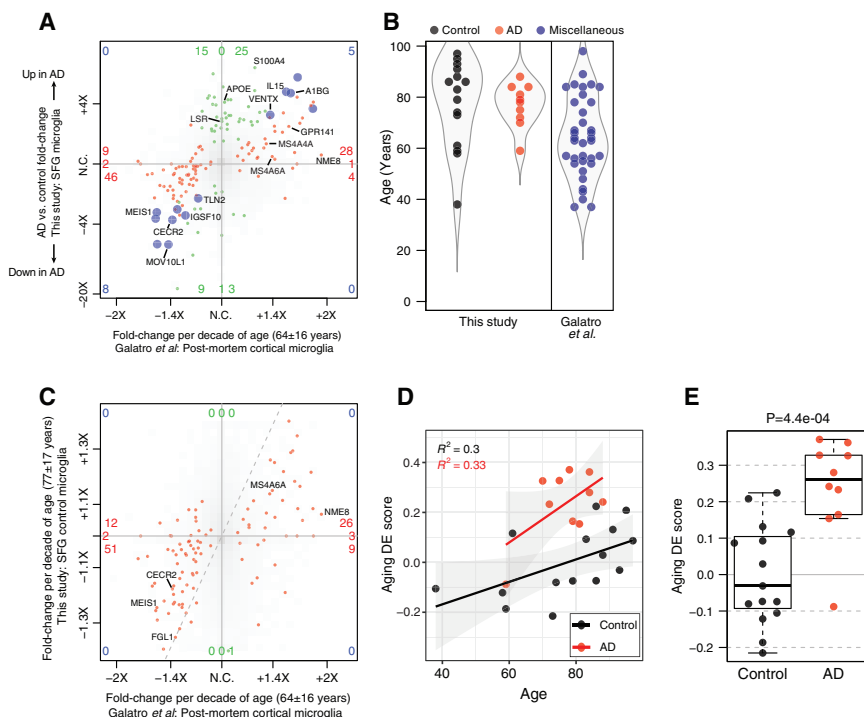 A
0
15 0 25
5
S100A4
Up in AD
+4X
APOE
IL15
A1BG
VENTX
LSR
GPR141
MS4A4A
AD vs. control fold-change
This study: SFG microglia
N.C.
9
2
46
28
1
4
NME8
MS4A6A
TLN2
MEIS1
IGSF10
−4X
CECR2
MOV10L1
Down in AD
−20X
8
9 1 3
0
−2X
−1.4X
N.C.
+1.4X
+2X
Fold-change per decade of age (64±16 years)
Galatro et al: Post-mortem cortical microglia
B
Control
AD
Miscellaneous
Age (Years)
100
80
60
40
20
0
This study
Galatro
et al.
C
0
0 0 0
0
Fold-change per decade of age (77±17 years)
This study: SFG control microglia
+1.3X
+1.1X
−1.1X
−1.3X
MS4A6A
NME8
12
2
51
26
3
9
CECR2
MEIS1
FGL1
0
0 0 1
0
−2X
−1.4X
N.C.
+1.4X
+2X
Fold-change per decade of age (64±16 years)
Galatro et al: Post-mortem cortical microglia
D
R² = 0.3
R² = 0.33
Aging DE score
0.4
0.2
0.0
−0.2
Control
AD
40
60
80
Age
E
P=4.4e-04
Aging DE score
0.3
0.2
0.1
0.0
−0.1
−0.2
Control
AD